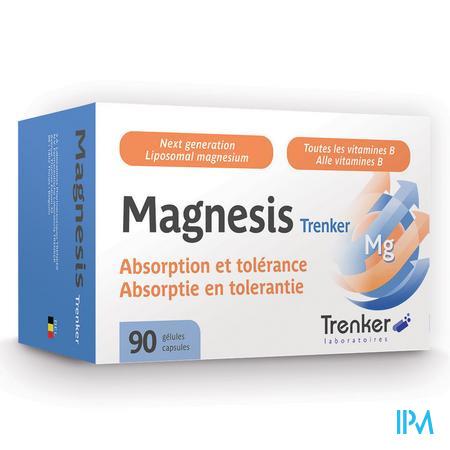 Next generation
Liposomal magnesium
Toutes les vitamines B
Alle vitamines B
Magnesis Trenker
Mg
Absorption et tolérance
Absorptie en tolerantie
90 gélules
capsules
Trenker
laboratoires
Magnesis Trenker
IPM